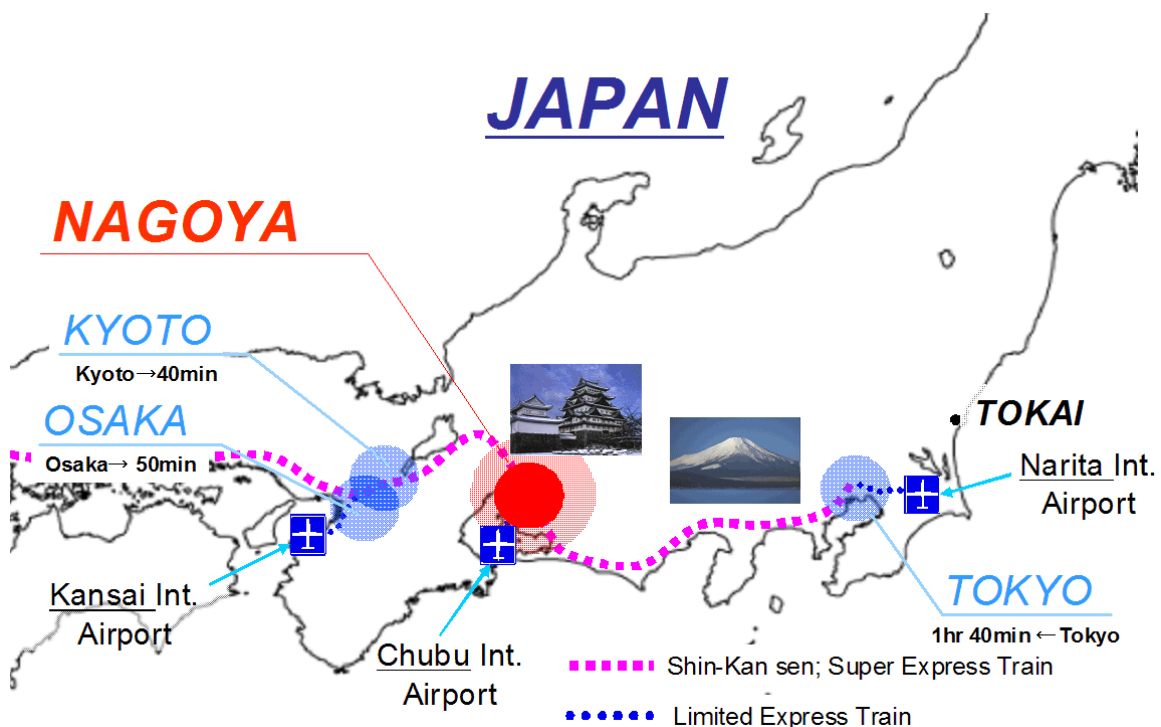 JAPAN
NAGOYA
KYOTO
Kyoto→40min
OSAKA
Osaka→ 50min
TOKAI
Narita Int.
Airport
Kansai Int.
Airport
Chubu Int.
Airport
TOKYO
1hr 40min ←Tokyo
Shin-Kan sen; Super Express Train
Limited Express Train